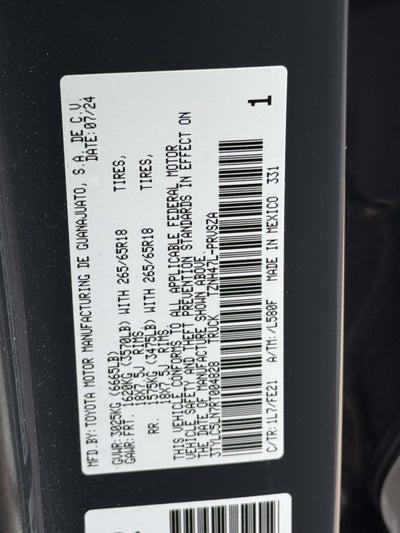 MFD.BY:TOYOTA MOTOR MANUFACTURING DE GUANAJUATO, S.A. DE C.V.
DATE: 07/24
GVWR: 3025KG (6665LB)
GAWR: FRT. 1620KG (3570LB) WITH 265/65R18 TIRES,
18X7.5J RIMS
RR. 1575KG (3475LB) WITH 265/65R18 TIRES,
18X7.5J RIMS
THIS VEHICLE CONFORMS TO ALL APPLICABLE FEDERAL MOTOR
VEHICLE SAFETY AND THEFT PREVENTION STANDARDS IN EFFECT ON
THE DATE OF MANUFACTURE SHOWN ABOVE.
3TYLC5LN7RT004628 TRUCK TZNH47L-PRVSZA
C/TR:1L7/FE21 A/TM: /L580F MADE IN MEXICO 331
1